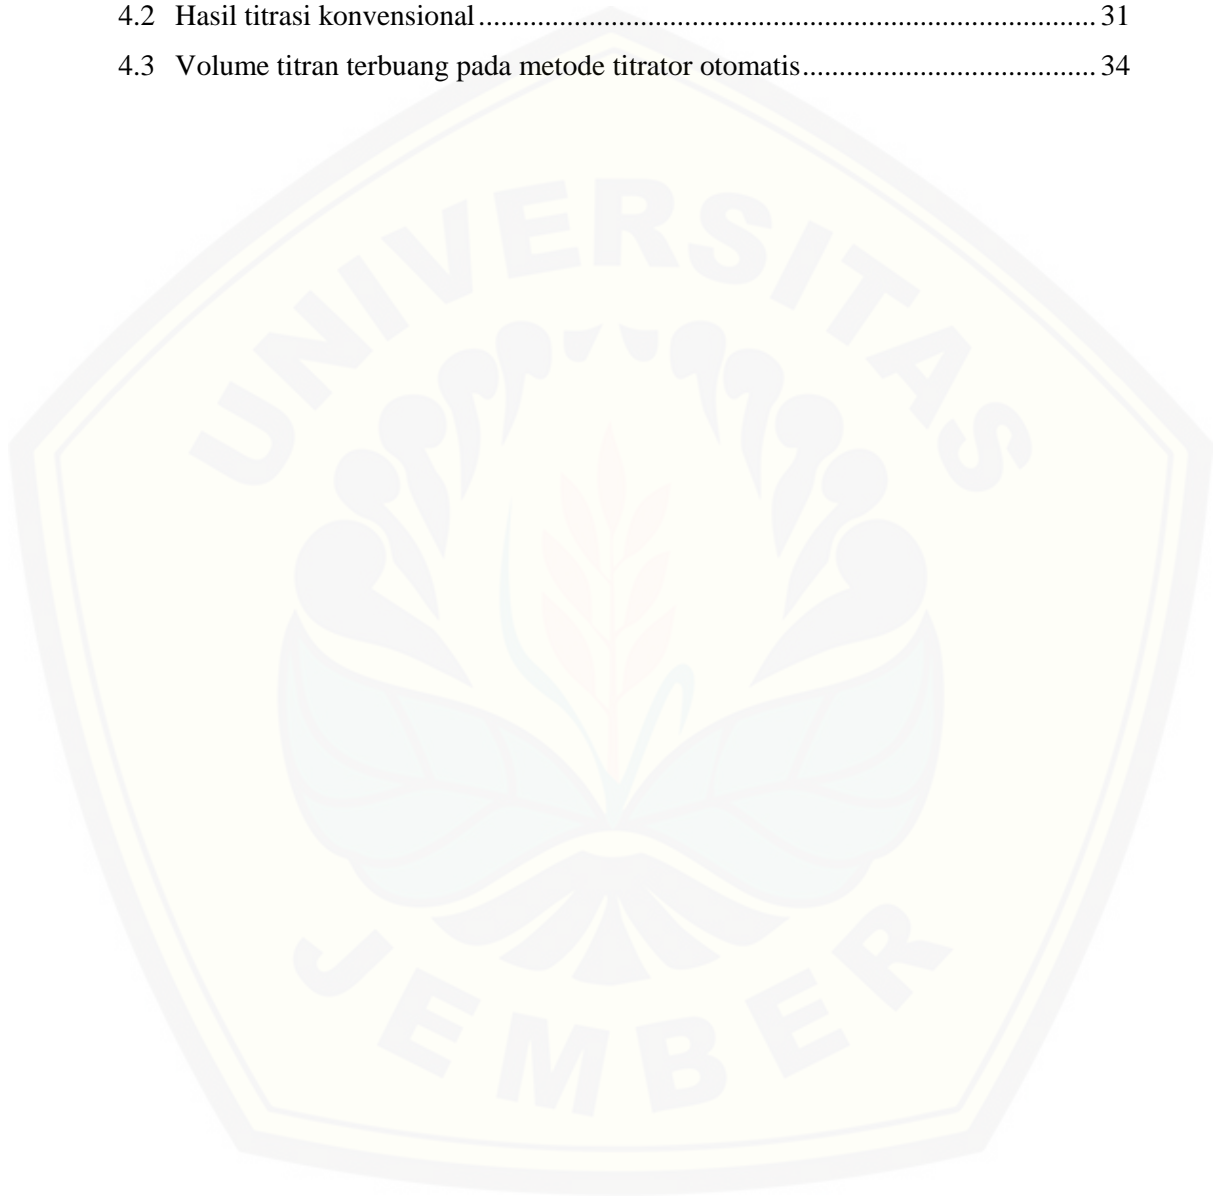 4.2 Hasil titrasi konvensional.................................................................................... 31
4.3 Volume titran terbuang pada metode titrator otomatis........................................ 34
UNIVERSITAS
JEMBER